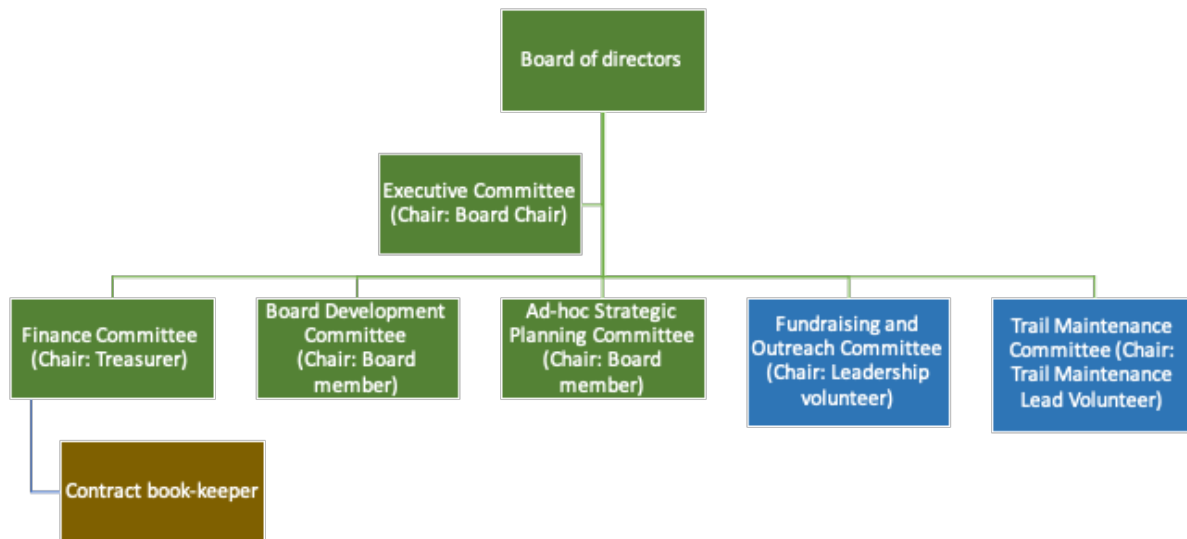 Board of directors
Executive Committee
(Chair: Board Chair)
Finance Committee
(Chair: Treasurer)
Board Development
Committee
(Chair: Board
member)
Ad-hoc Strategic
Planning Committee
(Chair: Board
member)
Fundraising and
Outreach Committee
(Chair: Leadership
volunteer)
Trail Maintenance
Committee (Chair:
Trail Maintenance
Lead Volunteer)
Contract book-keeper